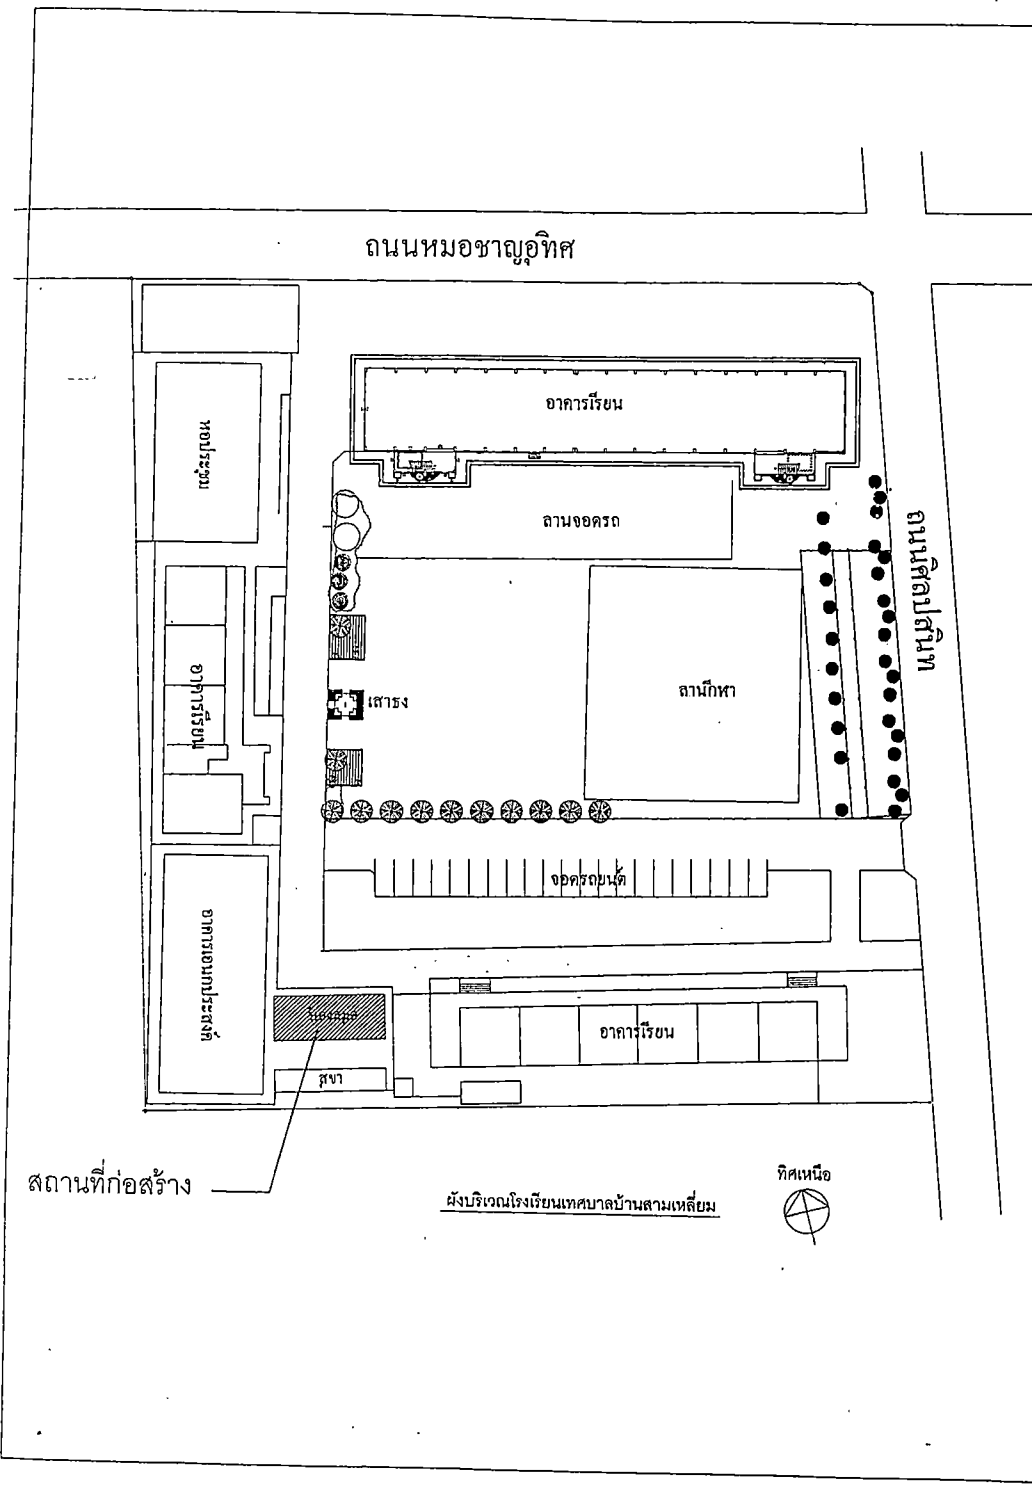 ถนนหมอชาญอุทิศ
อาคารเรียน
หอประชุม
ลานจอดรถ
ถนนศิลปสนิท
อาคารเรียน
ลานกีฬา
เสาธง
จอดรถยนต์
อาคารเอนกประสงค์
อาคารเรียน
สุขา
สถานที่ก่อสร้าง
ทิศเหนือ
ผังบริเวณโรงเรียนเทศบาลบ้านสามเหลี่ยม